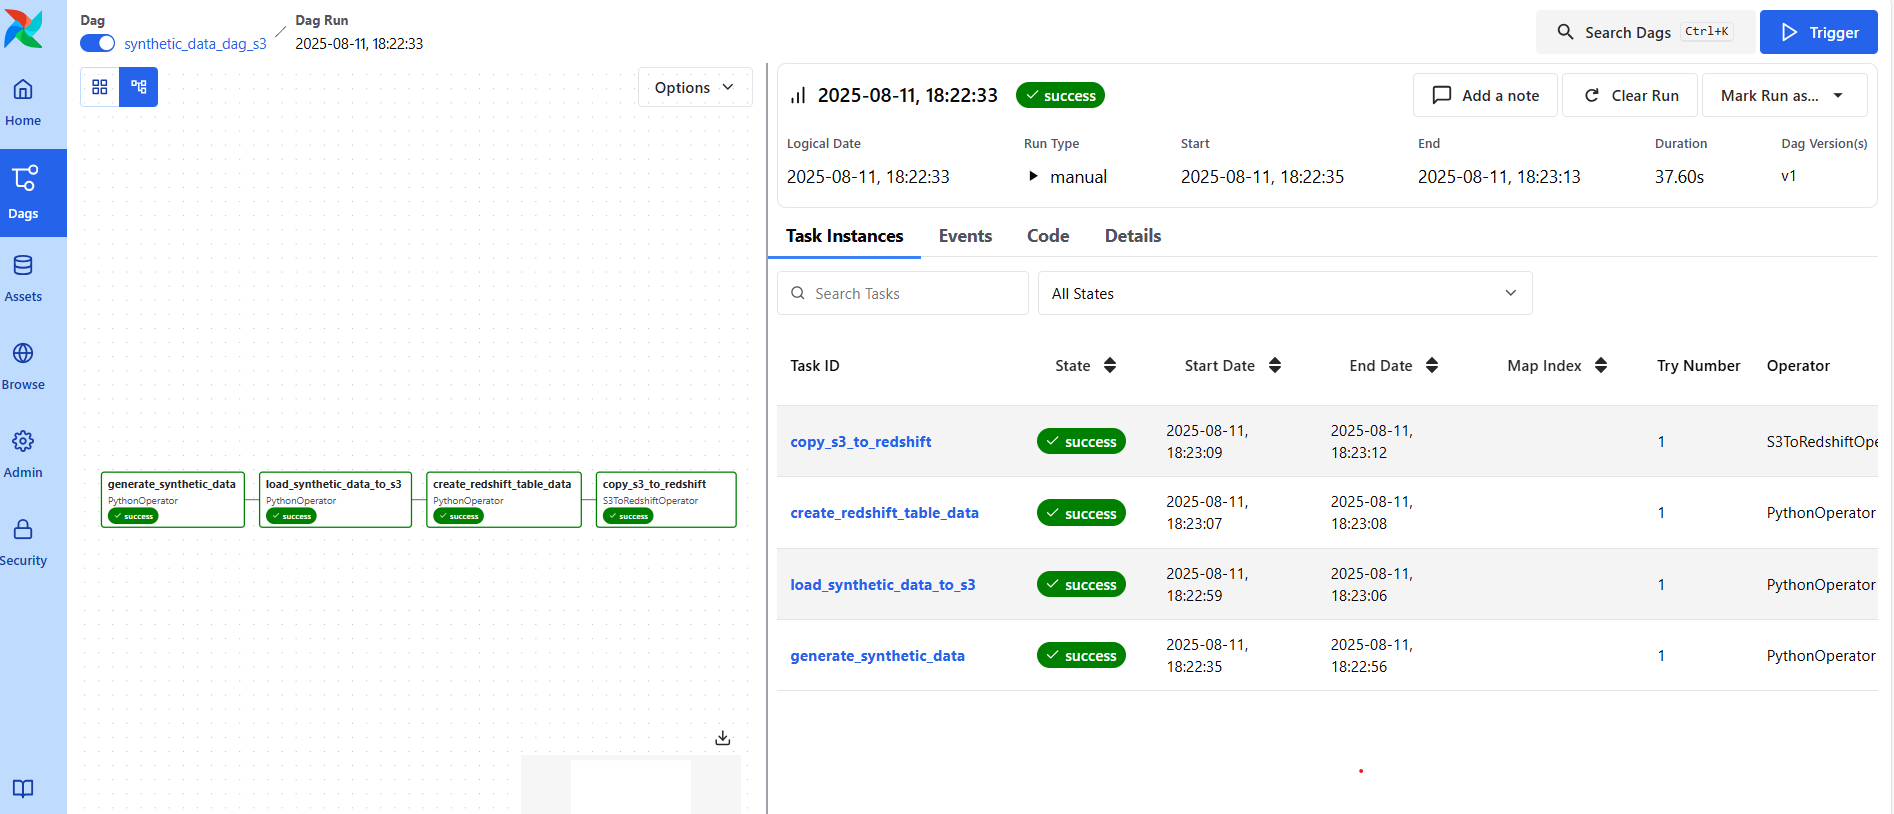 Dag
synthetic_data_dag_s3
/
Dag Run
2025-08-11, 18:22:33
Search Dags
Ctrl+K
Trigger
Home
Dags
Assets
Browse
Admin
Security
Options
generate_synthetic_data
PythonOperator
success
load_synthetic_data_to_s3
PythonOperator
success
create_redshift_table_data
PythonOperator
success
copy_s3_to_redshift
S3ToRedshiftOperator
success
2025-08-11, 18:22:33
success
Add a note
Clear Run
Mark Run as...
Logical Date Run Type Start End Duration Dag Version(s)
2025-08-11, 18:22:33 manual 2025-08-11, 18:22:35 2025-08-11, 18:23:13 37.60s v1
Task Instances Events Code Details
Search Tasks
All States
Task ID State Start Date End Date Map Index Try Number Operator
copy_s3_to_redshift success 2025-08-11, 18:23:09 2025-08-11, 18:23:12 1 S3ToRedshiftOpe
create_redshift_table_data success 2025-08-11, 18:23:07 2025-08-11, 18:23:08 1 PythonOperator
load_synthetic_data_to_s3 success 2025-08-11, 18:22:59 2025-08-11, 18:23:06 1 PythonOperator
generate_synthetic_data success 2025-08-11, 18:22:35 2025-08-11, 18:22:56 1 PythonOperator